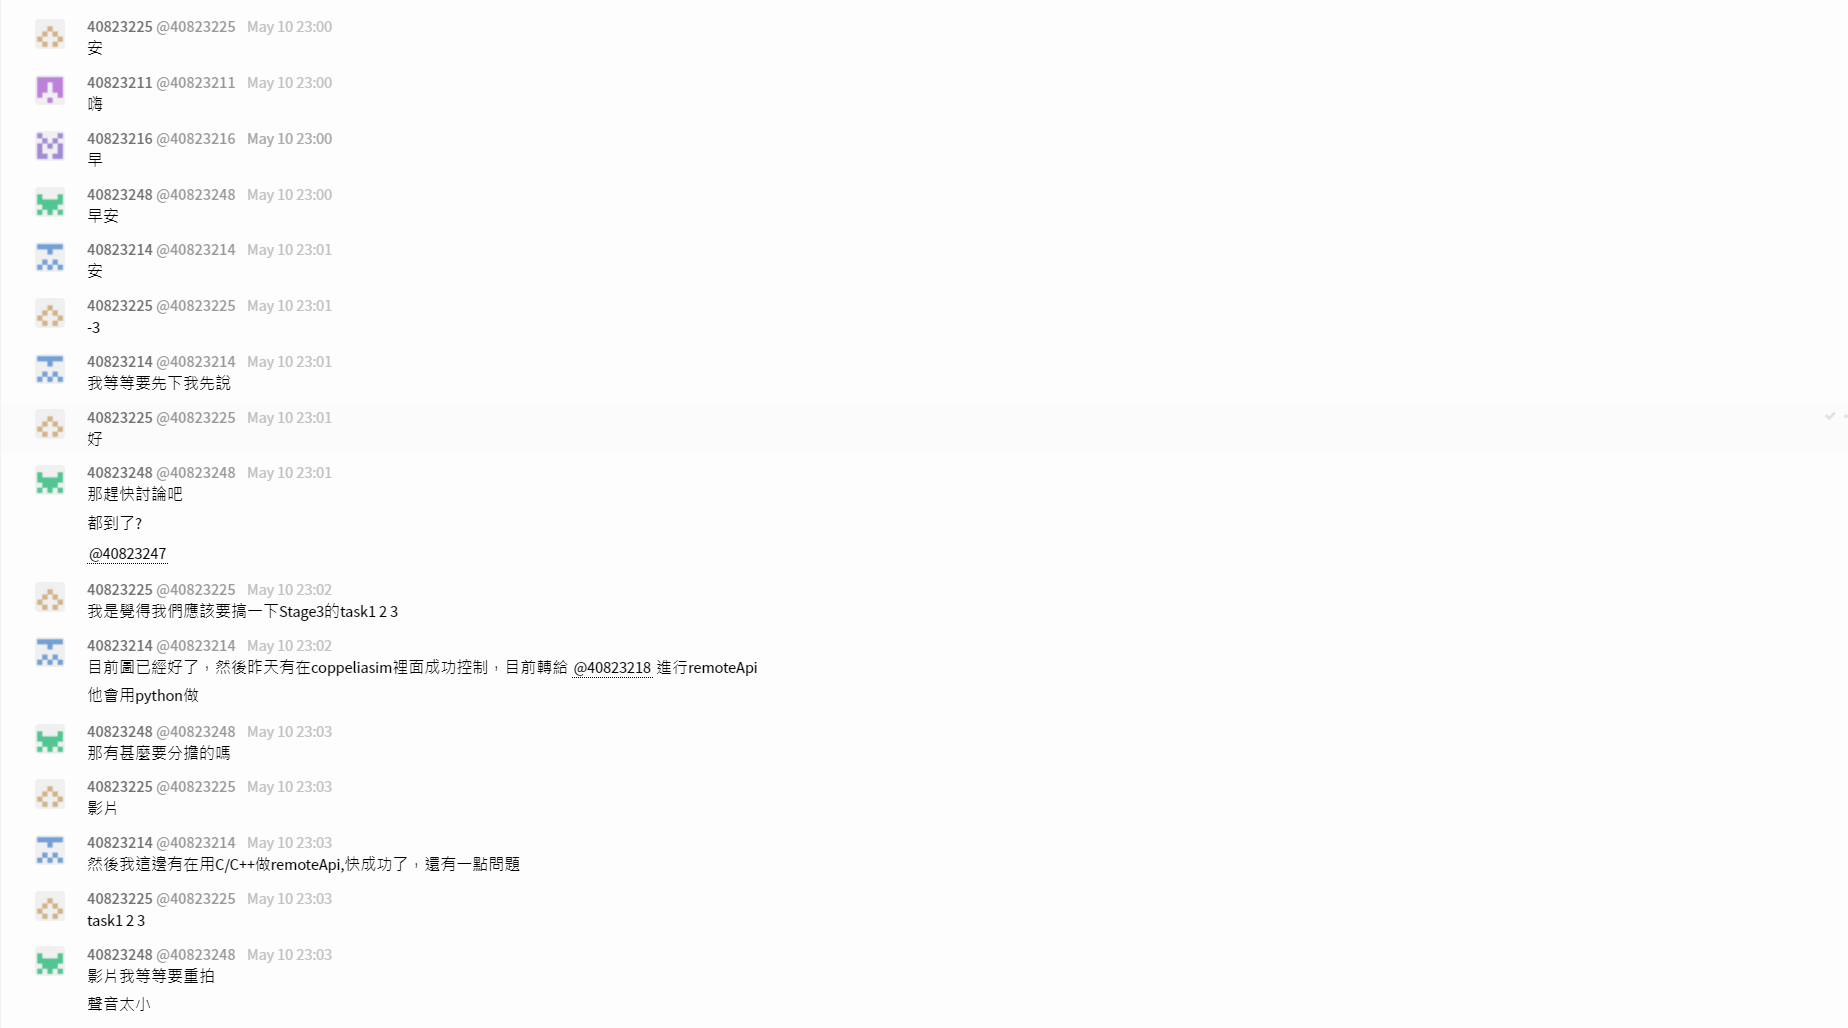 40823225 @40823225 May 10 23:00
安
40823211 @40823211 May 10 23:00
嗨
40823216 @40823216 May 10 23:00
早
40823248 @40823248 May 10 23:00
早安
40823214 @40823214 May 10 23:01
安
40823225 @40823225 May 10 23:01
-3
40823214 @40823214 May 10 23:01
我等等要先下我先說
40823225 @40823225 May 10 23:01
好
40823248 @40823248 May 10 23:01
那趕快討論吧
都到了?
@40823247
40823225 @40823225 May 10 23:02
我是覺得我們應該要搞一下Stage3的task1 2 3
40823214 @40823214 May 10 23:02
目前圖已經好了，然後昨天有在coppeliasim裡面成功控制，目前轉給 @40823218 進行remoteApi
他會用python做
40823248 @40823248 May 10 23:03
那有甚麼要分擔的嗎
40823225 @40823225 May 10 23:03
影片
40823214 @40823214 May 10 23:03
然後我這邊有在用C/C++做remoteApi,快成功了，還有一點問題
40823225 @40823225 May 10 23:03
task1 2 3
40823248 @40823248 May 10 23:03
影片我等等要重拍
聲音太小